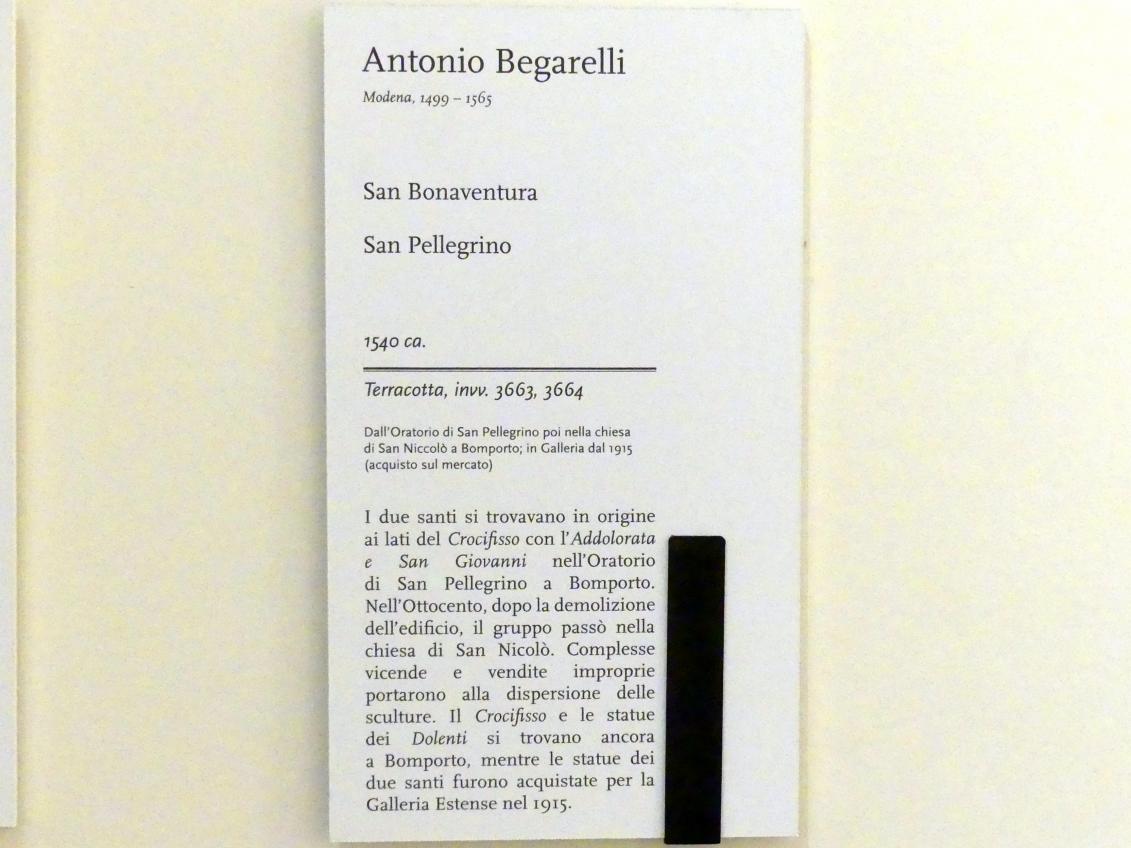 Antonio Begarelli
Modena, 1499 – 1565
San Bonaventura
San Pellegrino
1540 ca.
Terracotta, invv. 3663, 3664
Dall'Oratorio di San Pellegrino poi nella chiesa
di San Niccolò a Bomporto; in Galleria dal 1915
(acquisto sul mercato)
I due santi si trovavano in origine
ai lati del Crocifisso con l'Addolorata
e San Giovanni nell'Oratorio
di San Pellegrino a Bomporto.
Nell'Ottocento, dopo la demolizione
dell'edificio, il gruppo passò nella
chiesa di San Nicolò. Complesse
vicende e vendite improprie
portarono alla dispersione delle
sculture. Il Crocifisso e le statue
dei Dolenti si trovano ancora
a Bomporto, mentre le statue dei
due santi furono acquistate per la
Galleria Estense nel 1915.